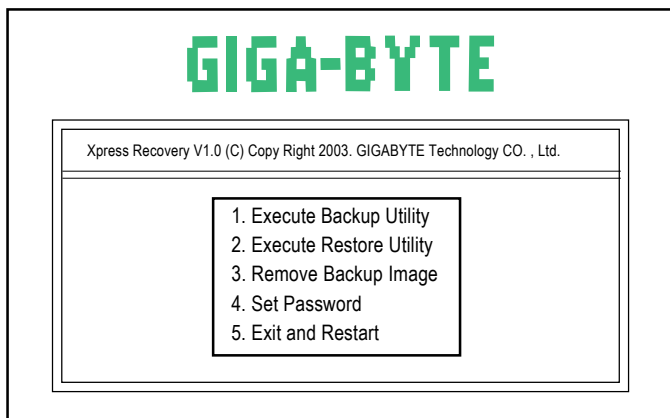 GIGA-BYTE
Xpress Recovery V1.0 (C) Copy Right 2003. GIGABYTE Technology CO. , Ltd.
1. Execute Backup Utility
2. Execute Restore Utility
3. Remove Backup Image
4. Set Password
5. Exit and Restart